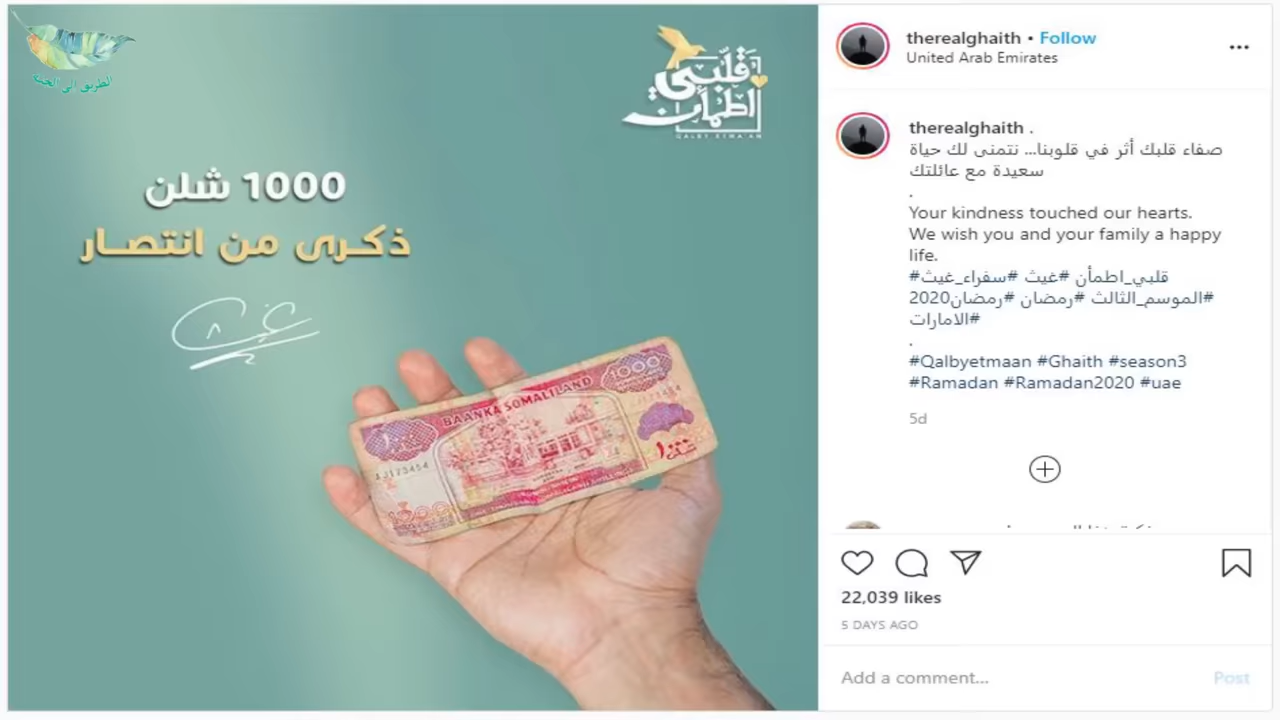 الطريق الى الجنة
قلبي اطمأن
QALBY ETMA'AN
1000 شلن
ذكرى من انتصار
غيث
BAANKA SOMALILAND
1000
AJ173454
1000
therealghaith • Follow
United Arab Emirates
therealghaith .
صفاء قلبك أثر في قلوبنا... نتمنى لك حياة
سعيدة مع عائلتك
.
Your kindness touched our hearts.
We wish you and your family a happy
life.
#قلبي_اطمأن #غيث #سفراء_غيث
#الموسم_الثالث #رمضان #رمضان2020
#الامارات
.
#Qalbyetmaan #Ghaith #season3
#Ramadan #Ramadan2020 #uae
5d
22,039 likes
5 DAYS AGO
Add a comment...
Post